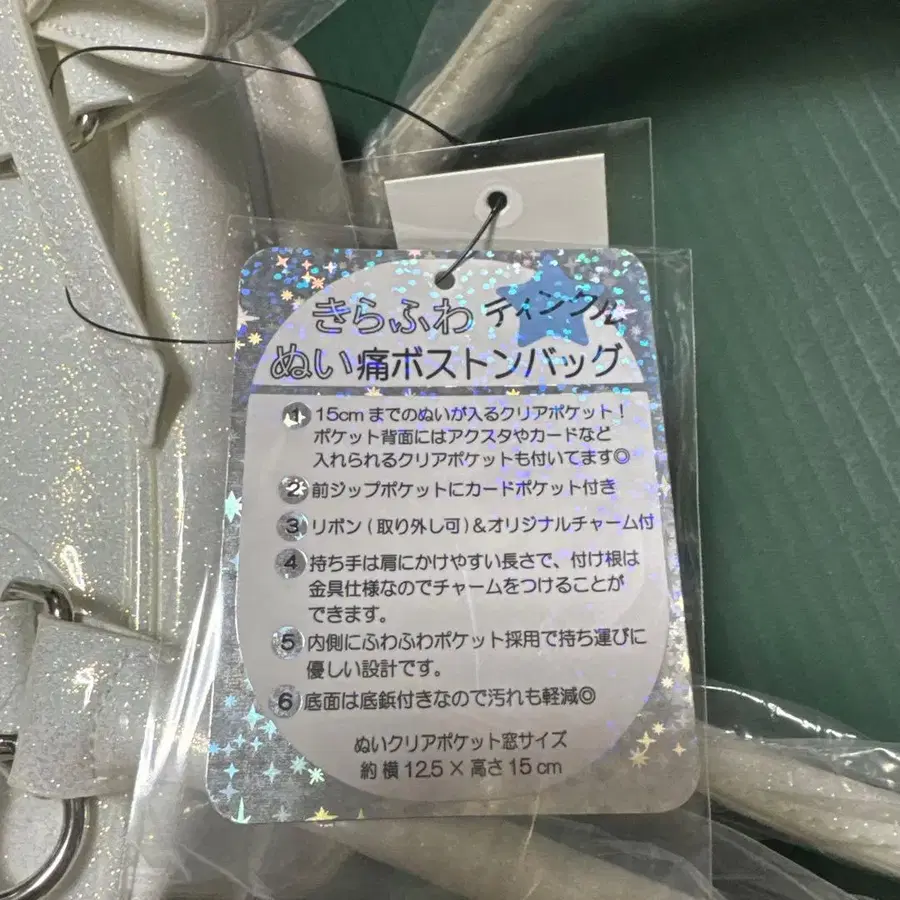 きらふわ ティンクル
ぬい痛ボストンバッグ
1 15cmまでのぬいが入るクリアポケット！
ポケット背面にはアクスタやカードなど
入れられるクリアポケットも付いてます◎
2 前ジップポケットにカードポケット付き
3 リボン(取り外し可)&オリジナルチャーム付
4 持ち手は肩にかけやすい長さで、付け根は
金具仕様なのでチャームをつけることが
できます。
5 内側にふわふわポケット採用で持ち運びに
優しい設計です。
6 底面は底鋲付きなので汚れも軽減◎
ぬいクリアポケット窓サイズ
約 横 12.5 × 高さ 15 cm